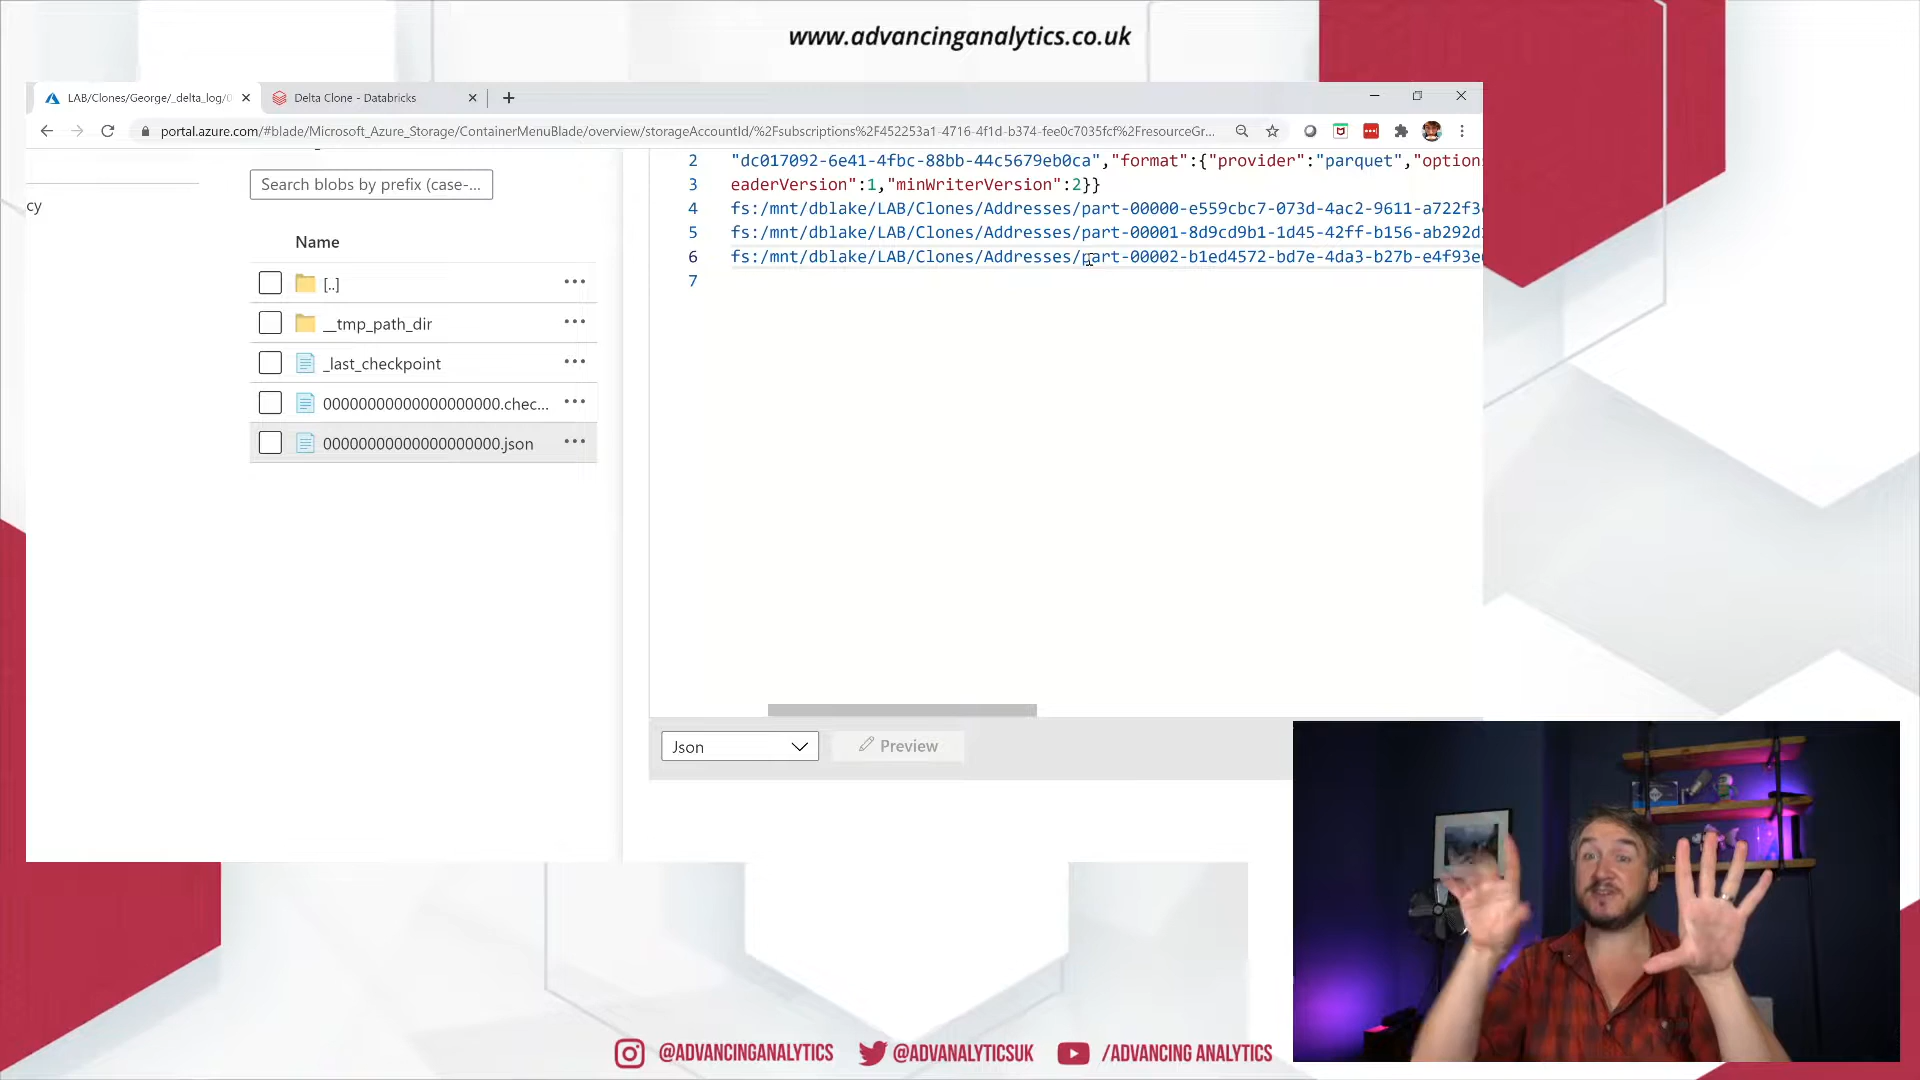 www.advancinganalytics.co.uk
LAB/Clones/George/_delta_log/0
Delta Clone - Databricks
portal.azure.com/#blade/Microsoft_Azure_Storage/ContainerMenuBlade/overview/storageAccountId/%2Fsubscriptions%2F452253a1-4716-4f1d-b374-fee0c7035fcf%2FresourceGr...
cy
Search blobs by prefix (case-...
Name
[..]
__tmp_path_dir
_last_checkpoint
00000000000000000000.chec...
00000000000000000000.json
2 "dc017092-6e41-4fbc-88bb-44c5679eb0ca","format":{"provider":"parquet","option
3 eaderVersion":1,"minWriterVersion":2}}
4 fs:/mnt/dblake/LAB/Clones/Addresses/part-00000-e559cbc7-073d-4ac2-9611-a722f3
5 fs:/mnt/dblake/LAB/Clones/Addresses/part-00001-8d9cd9b1-1d45-42ff-b156-ab292d
6 fs:/mnt/dblake/LAB/Clones/Addresses/part-00002-b1ed4572-bd7e-4da3-b27b-e4f93e
7
Json
Preview
@ADVANCINGANALYTICS
@ADVANALYTICSUK
/ADVANCING ANALYTICS